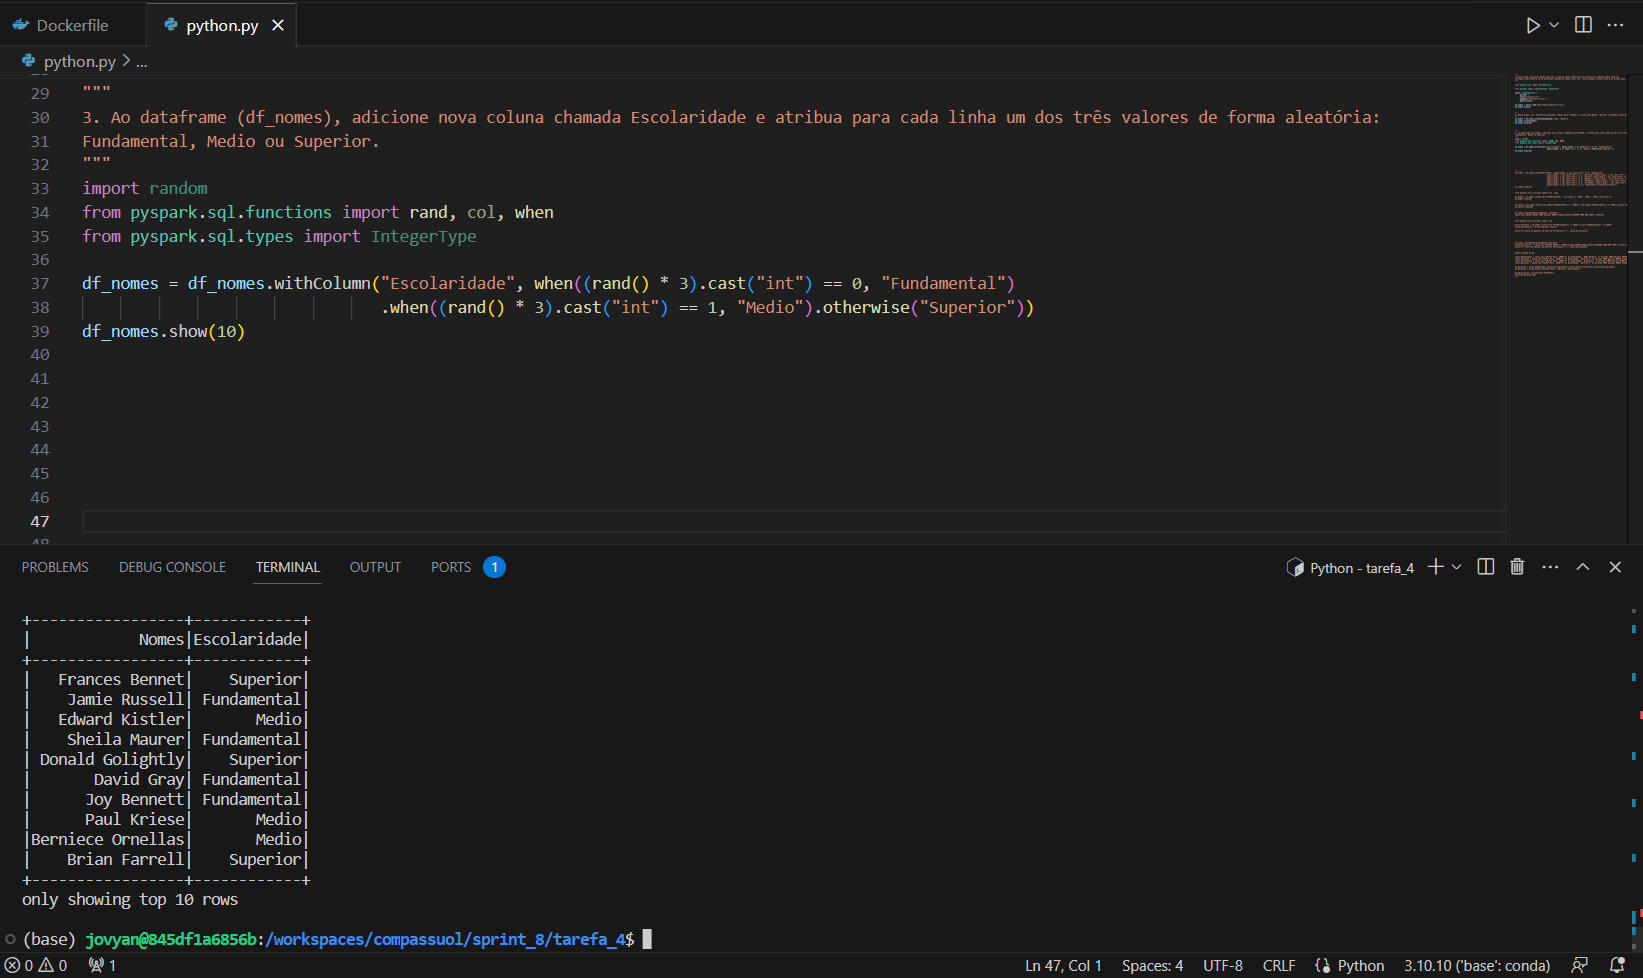 Dockerfile python.py
python.py > ...
29 """
30 3. Ao dataframe (df_nomes), adicione nova coluna chamada Escolaridade e atribua para cada linha um dos três valores de forma aleatória:
31 Fundamental, Medio ou Superior.
32 """
33 import random
34 from pyspark.sql.functions import rand, col, when
35 from pyspark.sql.types import IntegerType
36
37 df_nomes = df_nomes.withColumn("Escolaridade", when((rand() * 3).cast("int") == 0, "Fundamental")
38 .when((rand() * 3).cast("int") == 1, "Medio").otherwise("Superior"))
39 df_nomes.show(10)
40
41
42
43
44
45
46
47
PROBLEMS DEBUG CONSOLE TERMINAL OUTPUT PORTS 1 Python - tarefa_4
+-----------------+------------+
|            Nomes|Escolaridade|
+-----------------+------------+
|   Frances Bennet|    Superior|
|    Jamie Russell| Fundamental|
|   Edward Kistler|       Medio|
|    Sheila Maurer| Fundamental|
| Donald Golightly|    Superior|
|       David Gray| Fundamental|
|      Joy Bennett| Fundamental|
|      Paul Kriese|       Medio|
|Berniece Ornellas|       Medio|
|    Brian Farrell|    Superior|
+-----------------+------------+
only showing top 10 rows
(base) jovyan@845df1a6856b:/workspaces/compassuol/sprint_8/tarefa_4$
0 0 1 Ln 47, Col 1 Spaces: 4 UTF-8 CRLF Python 3.10.10 ('base': conda)